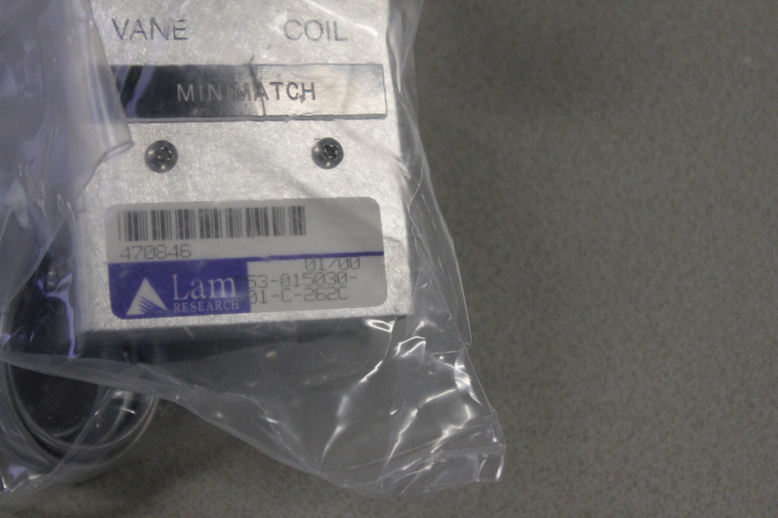 VANE COIL
MINIMATCH
470846
01/00
Lam
RESEARCH
53-015030-
01-C-262C